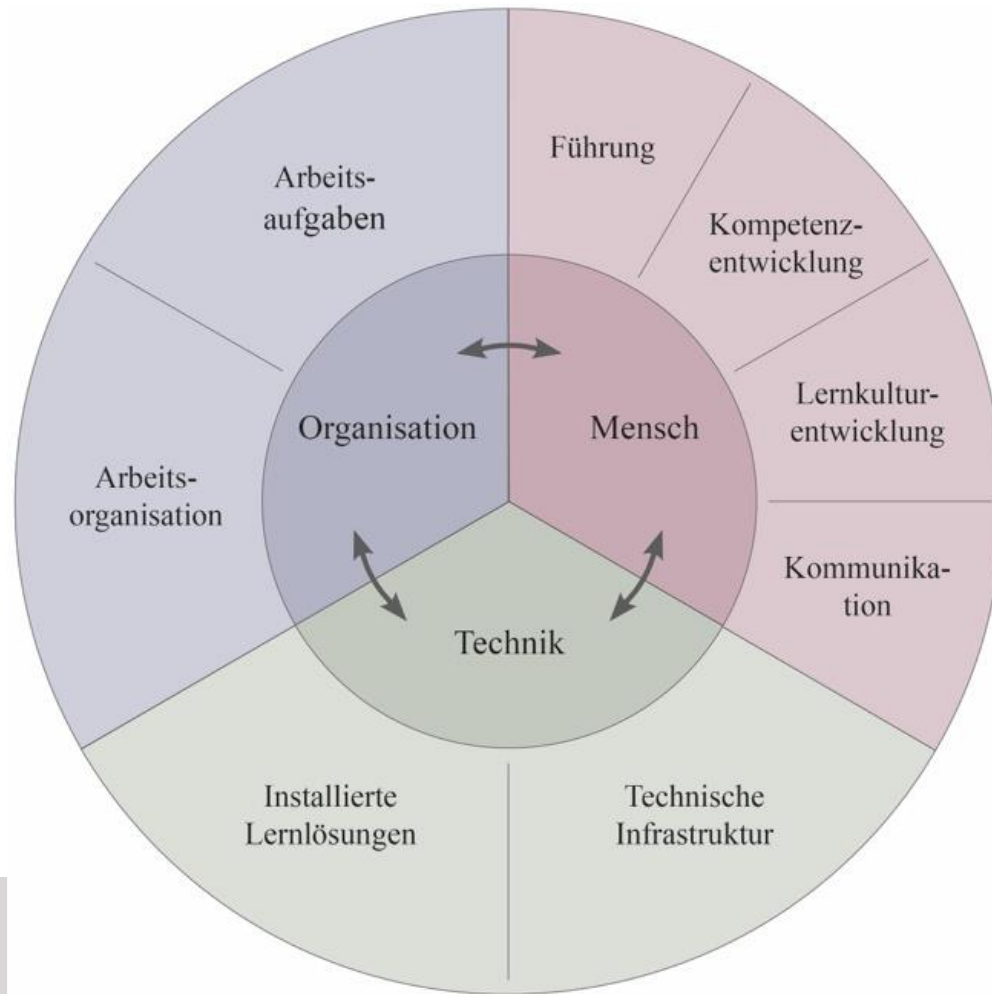 Führung
Arbeits-
aufgaben
Kompetenz-
entwicklung
Lernkultur-
entwicklung
Organisation
Mensch
Arbeits-
organisation
Kommunika-
tion
Technik
Installierte
Lernlösungen
Technische
Infrastruktur